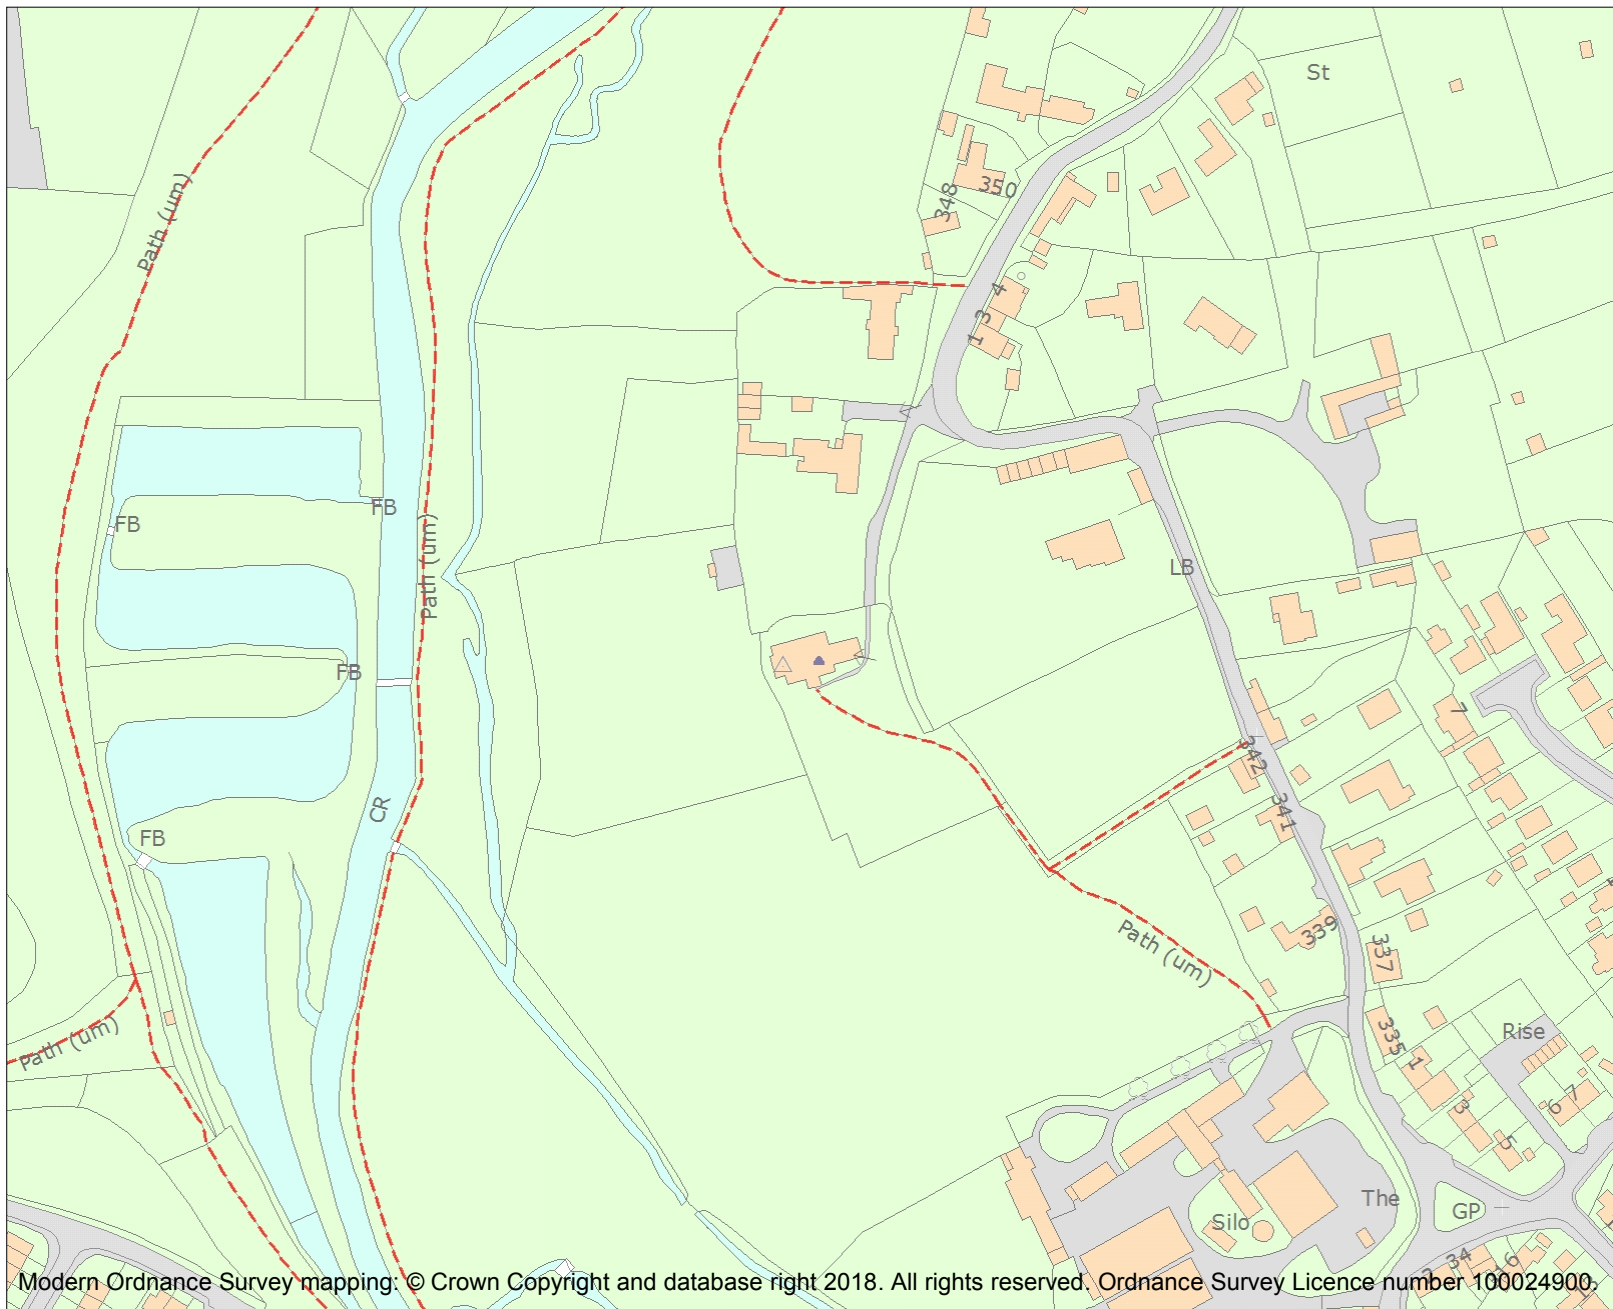 St
Path (um)
348
350
4
3
1
FB
FB
Path (um)
LB
FB
7
342
341
CR
FB
339
337
Path (um)
Path (um)
335
1
Rise
3
6
7
5
Silo
The
GP
34
6
Modern Ordnance Survey mapping: © Crown Copyright and database right 2018. All rights reserved. Ordnance Survey Licence number 100024900.